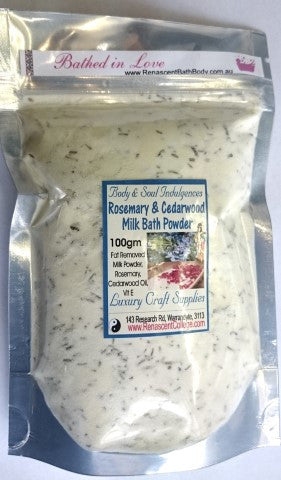 Bathed in Love
www.RenascentBathBody.com.au
Body & Soul Indulgences
Rosemary & Cedarwood
Milk Bath Powder
100gm
Fat Removed
Milk Powder,
Rosemary,
Cedarwood Oil,
Vit E
Luxury Craft Supplies
143 Research Rd, Warrandyte, 3113
www.RenascentCollege.com